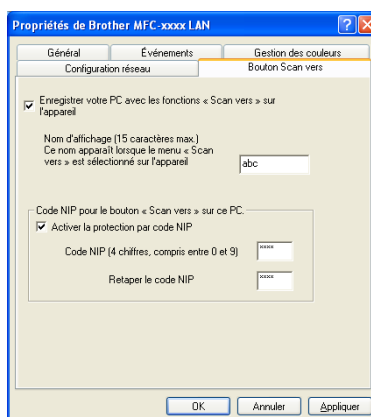 Propriétés de Brother MFC-xxxx LAN
Général
Événements
Gestion des couleurs
Configuration réseau
Bouton Scan vers
Enregistrer votre PC avec les fonctions « Scan vers » sur
l'appareil
Nom d'affichage (15 caractères max.)
Ce nom apparaît lorsque le menu « Scan
vers » est sélectionné sur l'appareil
abc
Code NIP pour le bouton « Scan vers » sur ce PC.
Activer la protection par code NIP
Code NIP (4 chiffres, compris entre 0 et 9)
xxxx
Retaper le code NIP
xxxx
OK
Annuler
Appliquer